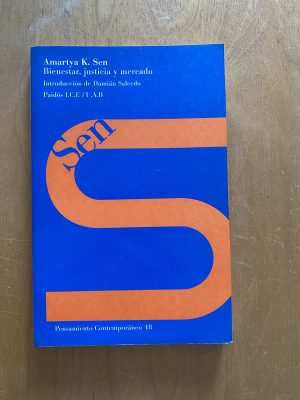 Amartya K. Sen
Bienestar, justicia y mercado
Introducción de Damián Salcedo
Paidós I.C.E / U.A.B
Sen
Pensamiento Contemporáneo 48